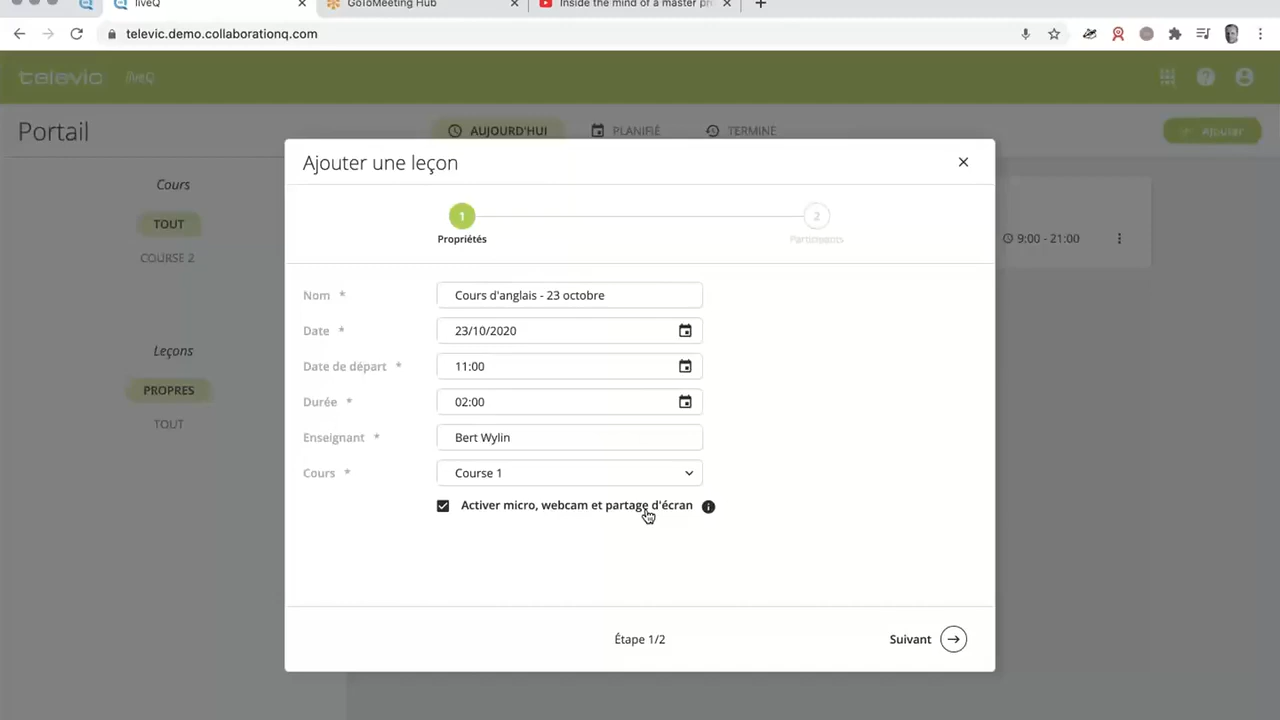 liveQ
GoToMeeting Hub
Inside the mind of a master pr
televic.demo.collaborationq.com
televic liveQ
Portail
AUJOURD'HUI
PLANIFIÉ
TERMINÉ
Ajouter
Cours
TOUT
COURSE 2
Leçons
PROPRES
TOUT
9:00 - 21:00
Ajouter une leçon
1
2
Propriétés
Participants
Nom *
Cours d'anglais - 23 octobre
Date *
23/10/2020
Date de départ *
11:00
Durée *
02:00
Enseignant *
Bert Wylin
Cours *
Course 1
Activer micro, webcam et partage d'écran
Étape 1/2
Suivant